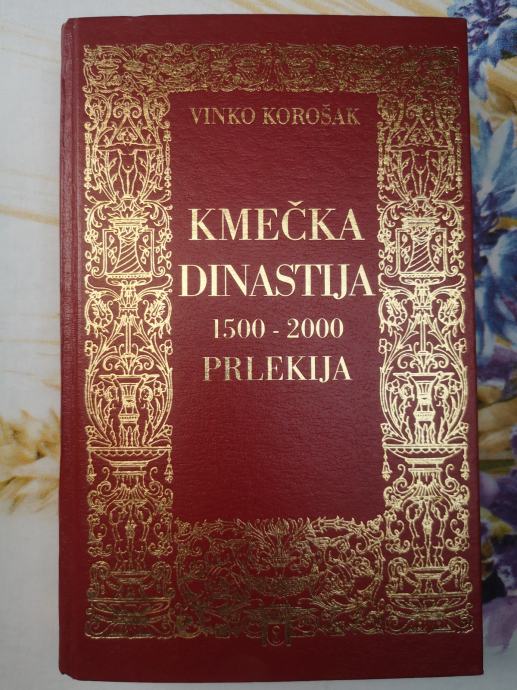 VINKO KOROŠAK
KMEČKA
DINASTIJA
1500 - 2000
PRLEKIJA